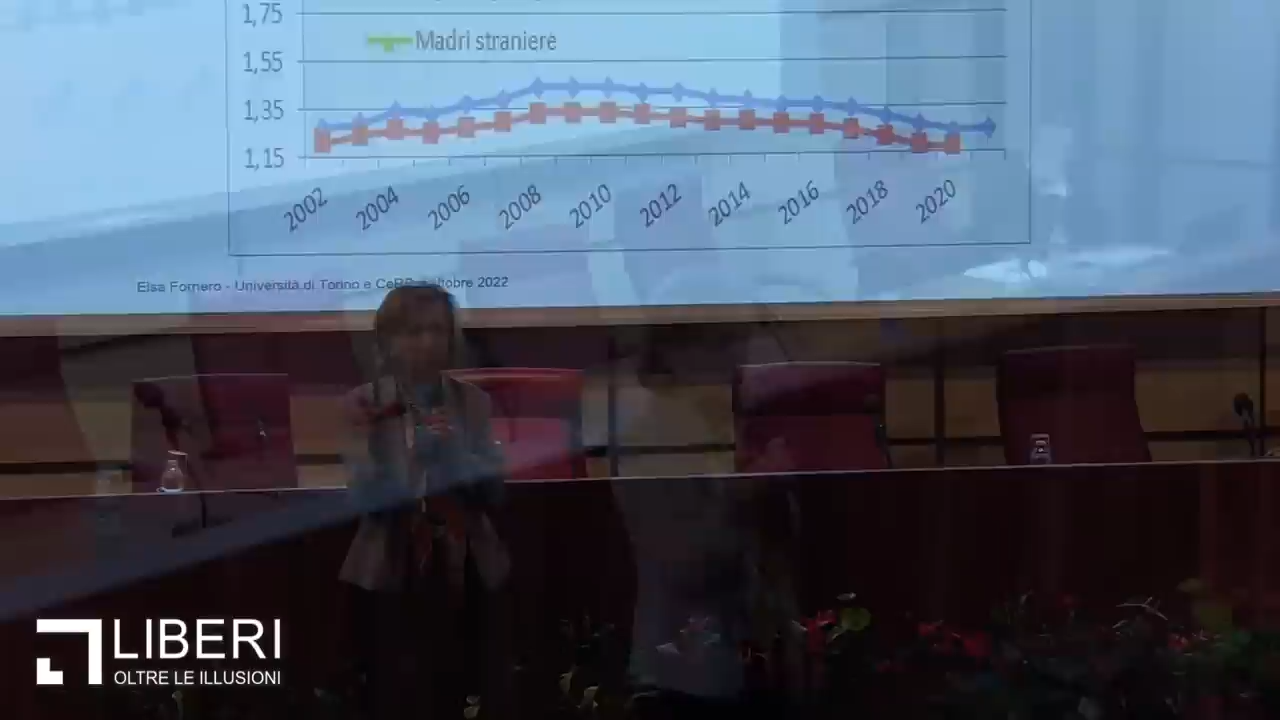 1,75
Madri straniere
1,55
1,35
1,15
2002 2004 2006 2008 2010 2012 2014 2016 2018 2020
Elsa Fornero - Università di Torino e CeRP ottobre 2022
LIBERI
OLTRE LE ILLUSIONI